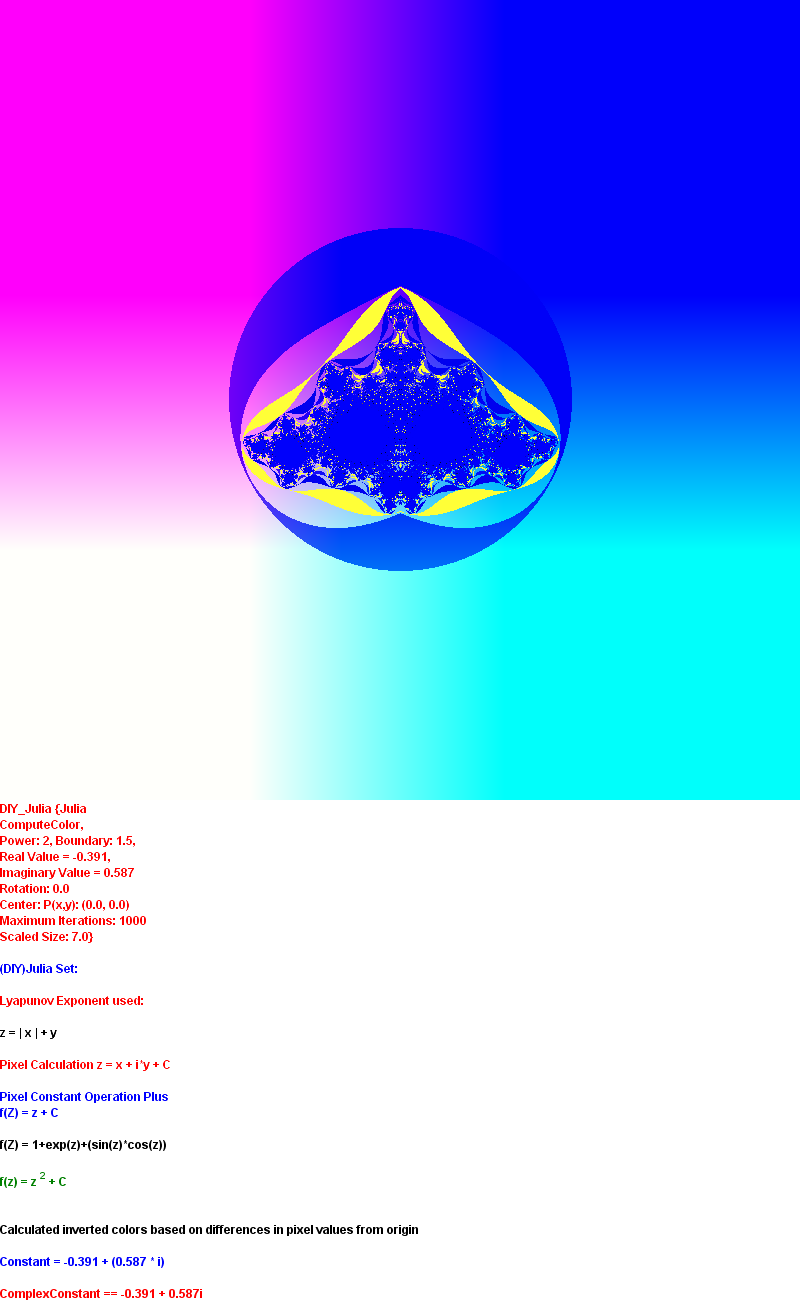 DIY_Julia {Julia
ComputeColor,
Power: 2, Boundary: 1.5,
Real Value = -0.391,
Imaginary Value = 0.587
Rotation: 0.0
Center: P(x,y): (0.0, 0.0)
Maximum Iterations: 1000
Scaled Size: 7.0}
(DIY)Julia Set:
Lyapunov Exponent used:
z = | x | + y
Pixel Calculation z = x + i*y + C
Pixel Constant Operation Plus
f(Z) = z + C
f(Z) = 1+exp(z)+(sin(z)*cos(z))
f(z) = z 2 + C
Calculated inverted colors based on differences in pixel values from origin
Constant = -0.391 + (0.587 * i)
ComplexConstant == -0.391 + 0.587i